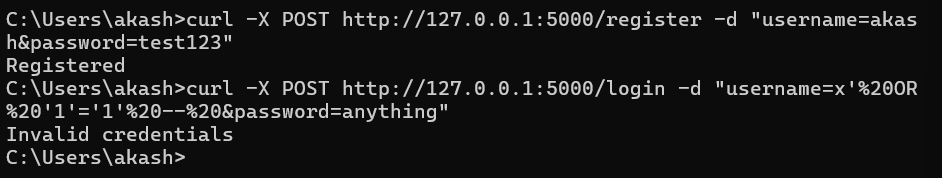 C:\Users\akash>curl -X POST http://127.0.0.1:5000/register -d "username=akas
h&password=test123"
Registered
C:\Users\akash>curl -X POST http://127.0.0.1:5000/login -d "username=x'%20OR
%20'1'='1'%20--%20&password=anything"
Invalid credentials
C:\Users\akash>